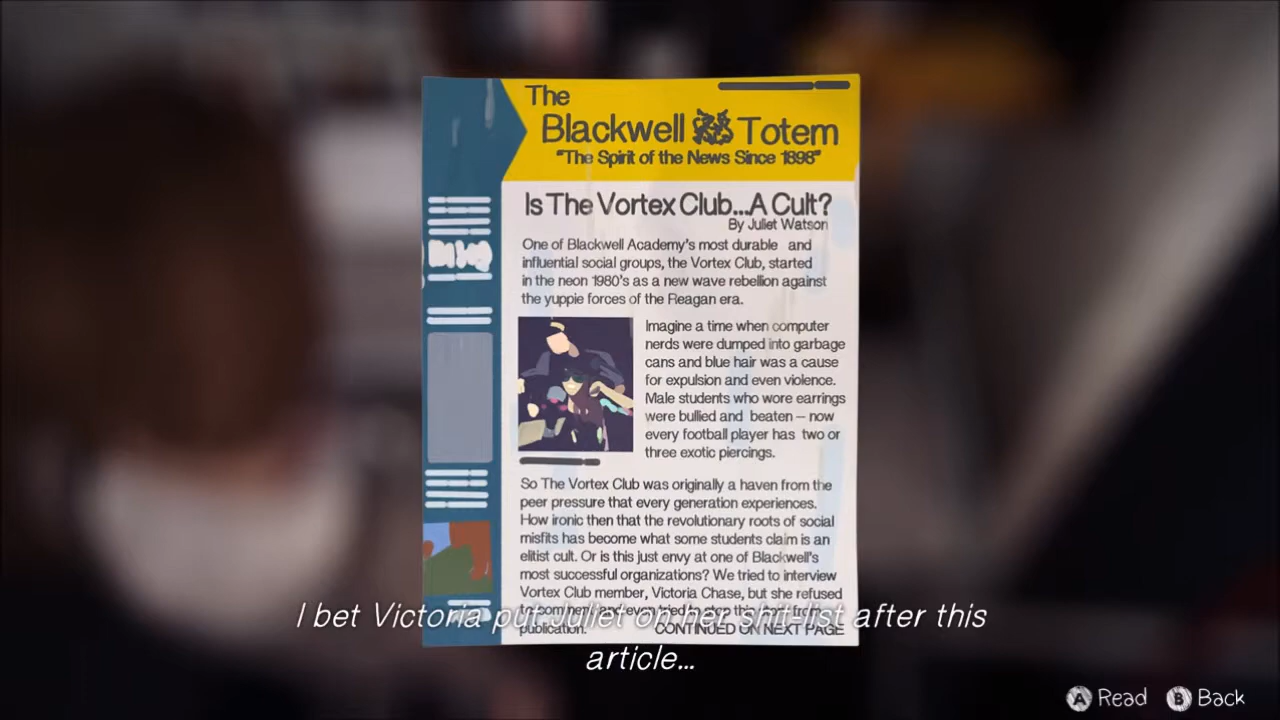 The
Blackwell Totem
"The Spirit of the News Since 1898"
Is The Vortex Club...A Cult?
By Juliet Watson
One of Blackwell Academy's most durable and
influential social groups, the Vortex Club, started
in the neon 1980's as a new wave rebellion against
the yuppie forces of the Reagan era.
Imagine a time when computer
nerds were dumped into garbage
cans and blue hair was a cause
for expulsion and even violence.
Male students who wore earrings
were bullied and beaten – now
every football player has two or
three exotic piercings.
So The Vortex Club was originally a haven from the
peer pressure that every generation experiences.
How ironic then that the revolutionary roots of social
misfits has become what some students claim is an
elitist cult. Or is this just envy at one of Blackwell's
most successful organizations? We tried to interview
Vortex Club member, Victoria Chase, but she refused
to comment and even tried to stop this
publication. CONTINUED ON NEXT PAGE
I bet Victoria put Juliet on her shit-list after this
article...
A Read B Back